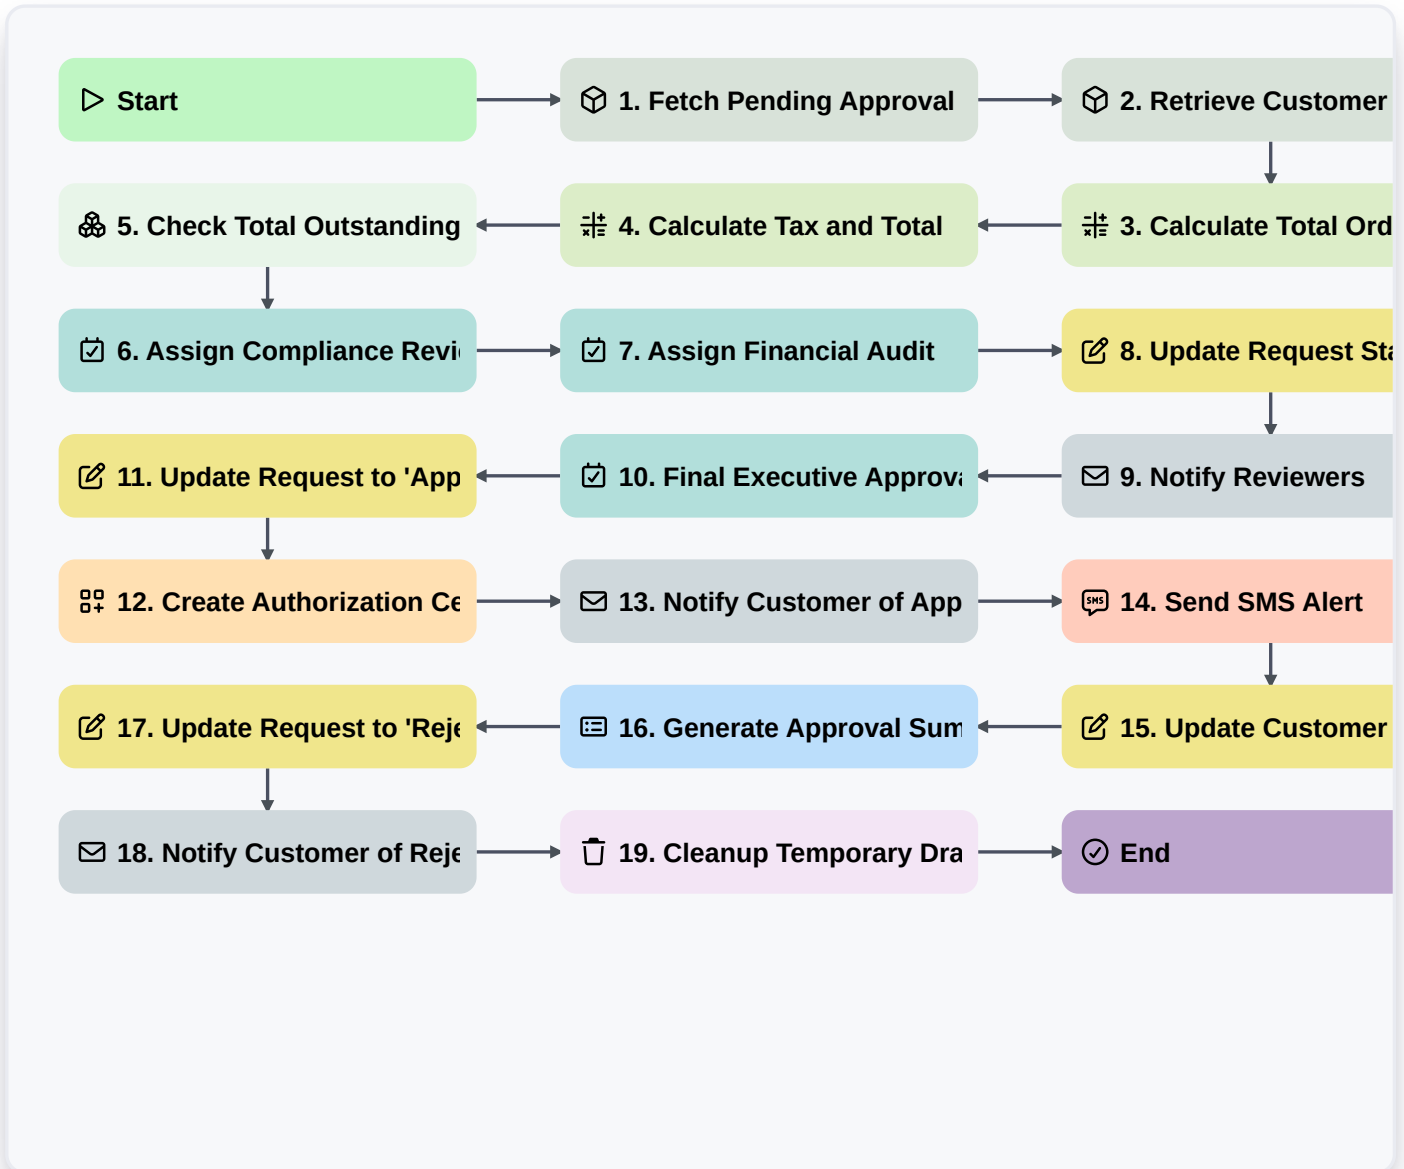 Start
1. Fetch Pending Approval
2. Retrieve Customer
5. Check Total Outstanding
4. Calculate Tax and Total
3. Calculate Total Ord
6. Assign Compliance Revi
7. Assign Financial Audit
8. Update Request Sta
11. Update Request to 'App
10. Final Executive Approva
9. Notify Reviewers
12. Create Authorization Ce
13. Notify Customer of App
SMS
14. Send SMS Alert
17. Update Request to 'Reje
16. Generate Approval Sum
15. Update Customer
18. Notify Customer of Reje
19. Cleanup Temporary Dra
End